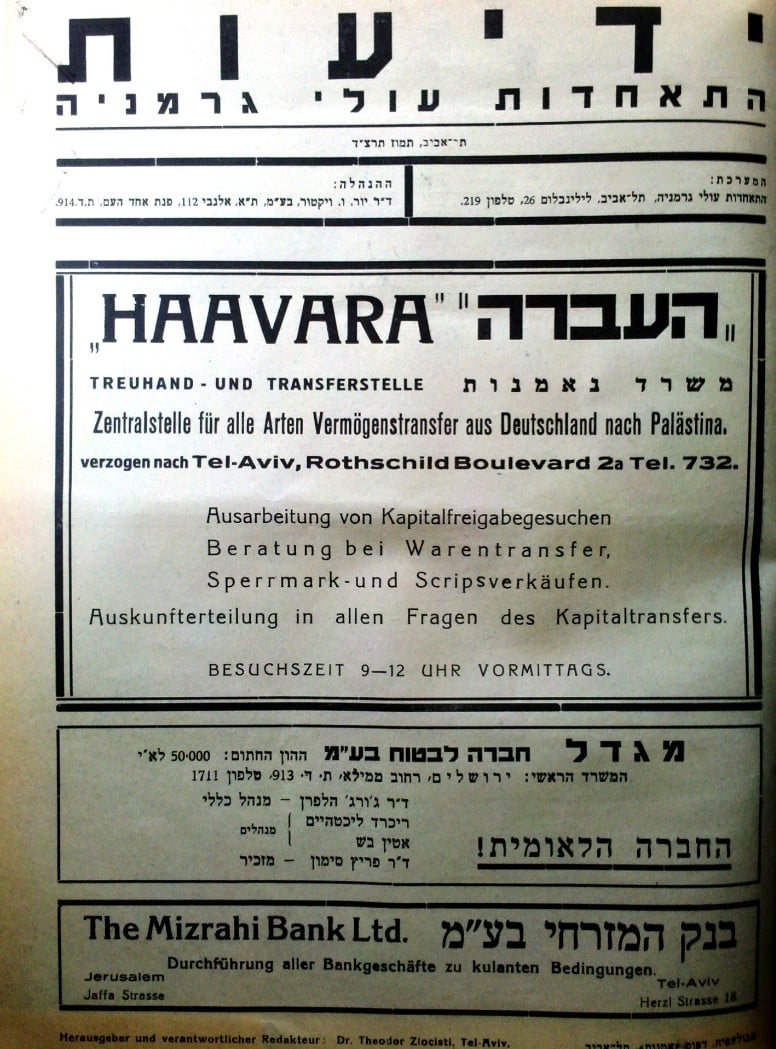 ידיעות
התאחדות עולי גרמניה
תל־אביב, תמוז תרצ״ד
המערכת:
התאחדות עולי גרמניה, תל־אביב, לילינבלום 26, טלפון 219.
ההנהלה:
ד״ר יור. ו. ויקטור, בע״מ, ת״א, אלנבי 112, פנת אחד העם, ת.ד. 914.
„HAAVARA" "העברה„
TREUHAND - UND TRANSFERSTELLE משרד נאמנות
Zentralstelle für alle Arten Vermögenstransfer aus Deutschland nach Palästina.
verzogen nach Tel-Aviv, Rothschild Boulevard 2a Tel. 732.
Ausarbeitung von Kapitalfreigabegesuchen
Beratung bei Warentransfer,
Sperrmark-und Scripsverkäufen.
Auskunfterteilung in allen Fragen des Kapitaltransfers.
BESUCHSZEIT 9—12 UHR VORMITTAGS.
מגדל חברה לבטוח בע״מ ההון החתום: 50.000 לא״י
המשרד הראשי: ירושלים, רחוב ממילא, ת. ד. 913, טלפון 1711
ד״ר ג׳ורג׳ הלפרן – מנהל כללי
ריכרד ליכטהיים
אטין בש
מנהלים
ד״ר פריץ סימון – מזכיר
החברה הלאומית!
The Mizrahi Bank Ltd. בנק המזרחי בע״מ
Durchführung aller Bankgeschäfte zu kulanten Bedingungen.
Jerusalem
Jaffa Strasse
Tel-Aviv
Herzl Strasse 18
Herausgeber und verantwortlicher Redakteur: Dr. Theodor Zlocisti, Tel-Aviv.